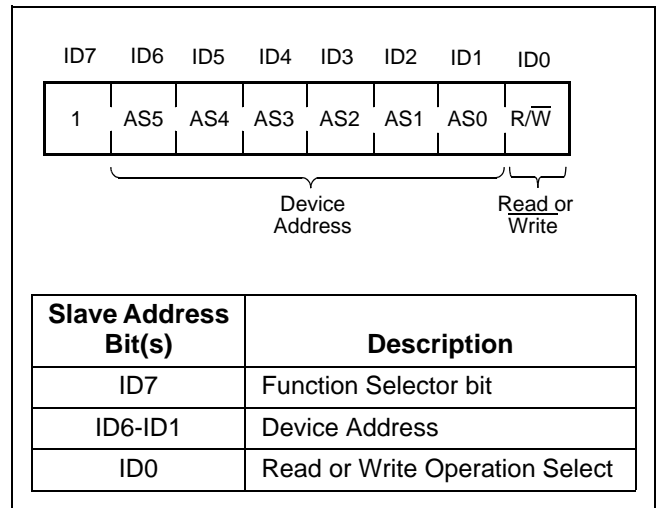 ID7 ID6 ID5 ID4 ID3 ID2 ID1 ID0
1 AS5 AS4 AS3 AS2 AS1 AS0 R/W̅
Device Read or
Address Write
Slave Address
Bit(s) Description
ID7 Function Selector bit
ID6-ID1 Device Address
ID0 Read or Write Operation Select